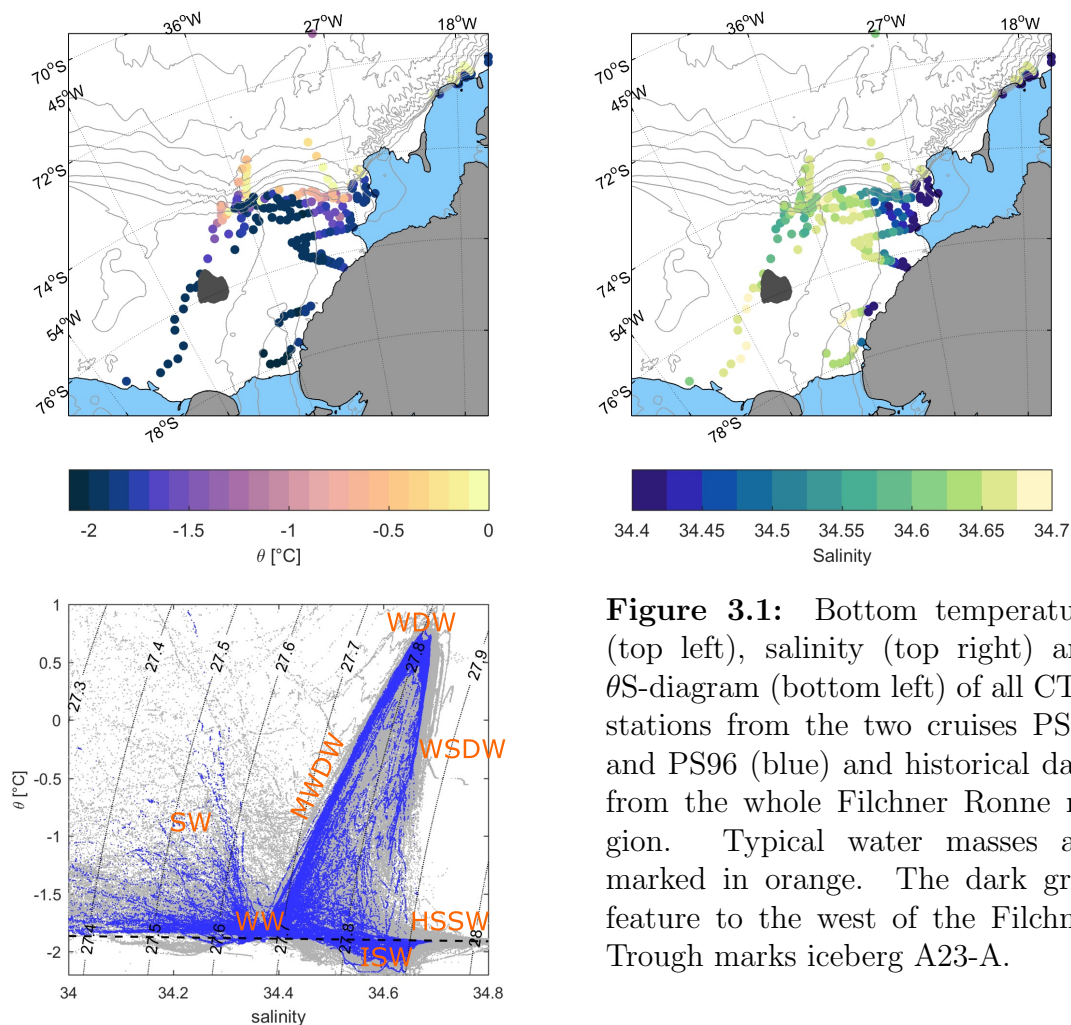 36°W
27°W
18°W
70°S
45°W
72°S
74°S
54°W
76°S
78°S
-2 -1.5 -1 -0.5 0
θ [°C]
36°W
27°W
18°W
70°S
45°W
72°S
74°S
54°W
76°S
78°S
34.4 34.45 34.5 34.55 34.6 34.65 34.7
Salinity
1
0.5
0
-0.5
-1
-1.5
-2
θ [°C]
27.3
27.4
27.5
27.6
27.7
27.8
27.9
WDW
WSDW
MWDW
SW
WW
HSSW
ISW
27.4
27.5
27.6
27.7
27.8
28
34 34.2 34.4 34.6 34.8
salinity
Figure 3.1: Bottom temperatu
(top left), salinity (top right) an
θS-diagram (bottom left) of all CT
stations from the two cruises PS
and PS96 (blue) and historical da
from the whole Filchner Ronne r
gion. Typical water masses a
marked in orange. The dark gr
feature to the west of the Filchn
Trough marks iceberg A23-A.